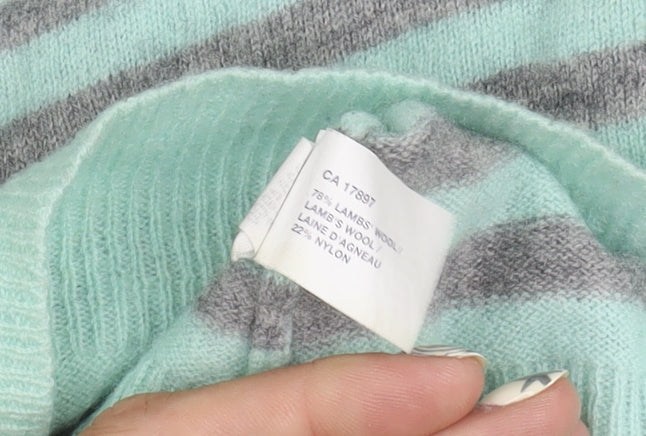 CA 17897
78% LAMBS' WOOL/
LAMB'S WOOL /
LAINE D'AGNEAU
22% NYLON